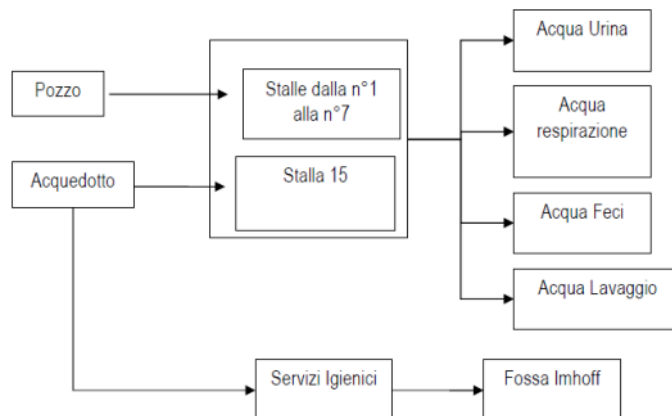 Pozzo
Acquedotto
Stalle dalla n°1
alla n°7
Stalla 15
Acqua Urina
Acqua
respirazione
Acqua Feci
Acqua Lavaggio
Servizi Igienici
Fossa Imhoff